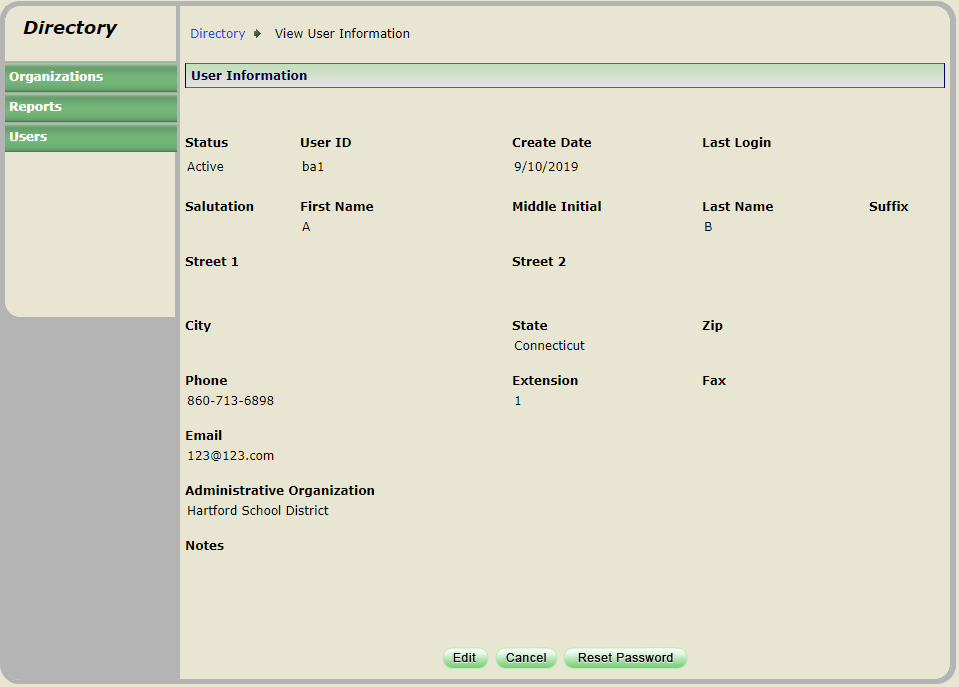 Directory
Organizations
Reports
Users
Directory View User Information
User Information
Status User ID Create Date Last Login
Active ba1 9/10/2019
Salutation First Name Middle Initial Last Name Suffix
A B
Street 1 Street 2
City State Zip
Connecticut
Phone Extension Fax
860-713-6898 1
Email
123@123.com
Administrative Organization
Hartford School District
Notes
Edit Cancel Reset Password